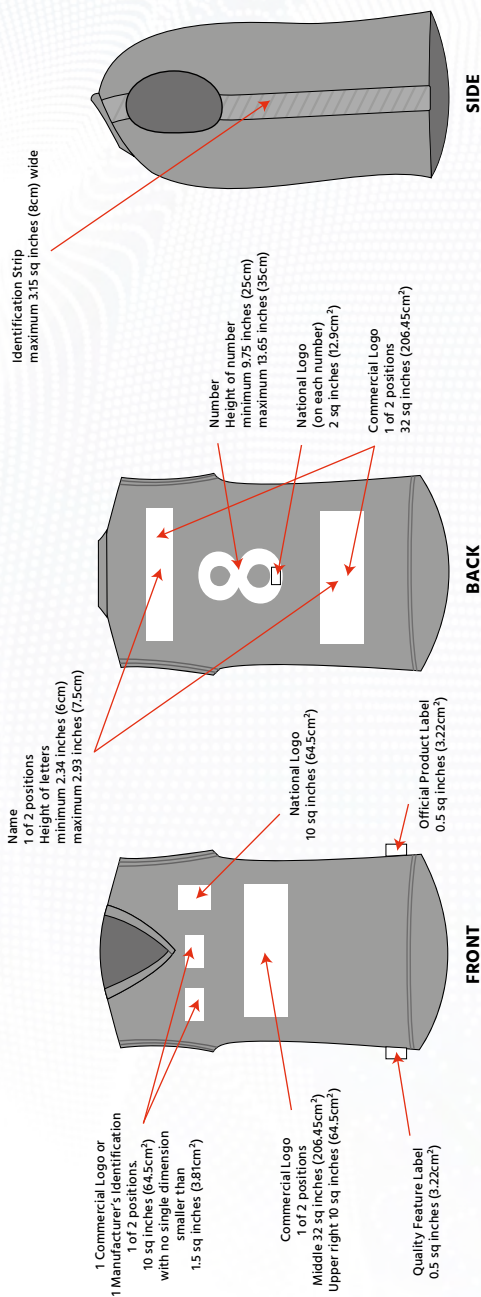 1 Commercial Logo or
1 Manufacturer's Identification
1 of 2 positions.
10 sq inches (64.5cm²)
with no single dimension
smaller than
1.5 sq inches (3.81cm²)
Commercial Logo
1 of 2 positions
Middle 32 sq inches (206.45cm²)
Upper right 10 sq inches (64.5cm²)
Quality Feature Label
0.5 sq inches (3.22cm²)
National Logo
10 sq inches (64.5cm²)
Official Product Label
0.5 sq inches (3.22cm²)
FRONT
Name
1 of 2 positions
Height of letters
minimum 2.34 inches (6cm)
maximum 2.93 inches (7.5cm)
8
Number
Height of number
minimum 9.75 inches (25cm)
maximum 13.65 inches (35cm)
National Logo
(on each number)
2 sq inches (12.9cm²)
Commercial Logo
1 of 2 positions
32 sq inches (206.45cm²)
BACK
Identification Strip
maximum 3.15 sq inches (8cm) wide
SIDE